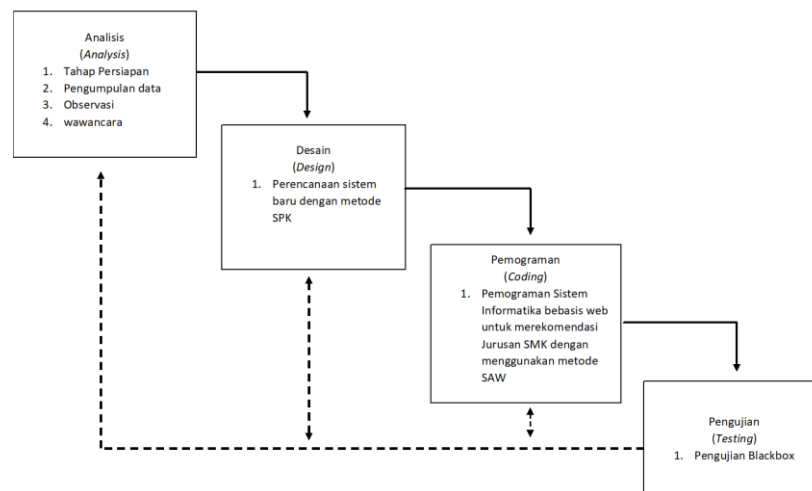 Analisis
(Analysis)
1. Tahap Persiapan
2. Pengumpulan data
3. Observasi
4. wawancara
Desain
(Design)
1. Perencanaan sistem
baru dengan metode
SPK
Pemograman
(Coding)
1. Pemograman Sistem
Informatika bebasis web
untuk merekomendasi
Jurusan SMK dengan
menggunakan metode
SAW
Pengujian
(Testing)
1. Pengujian Blackbox